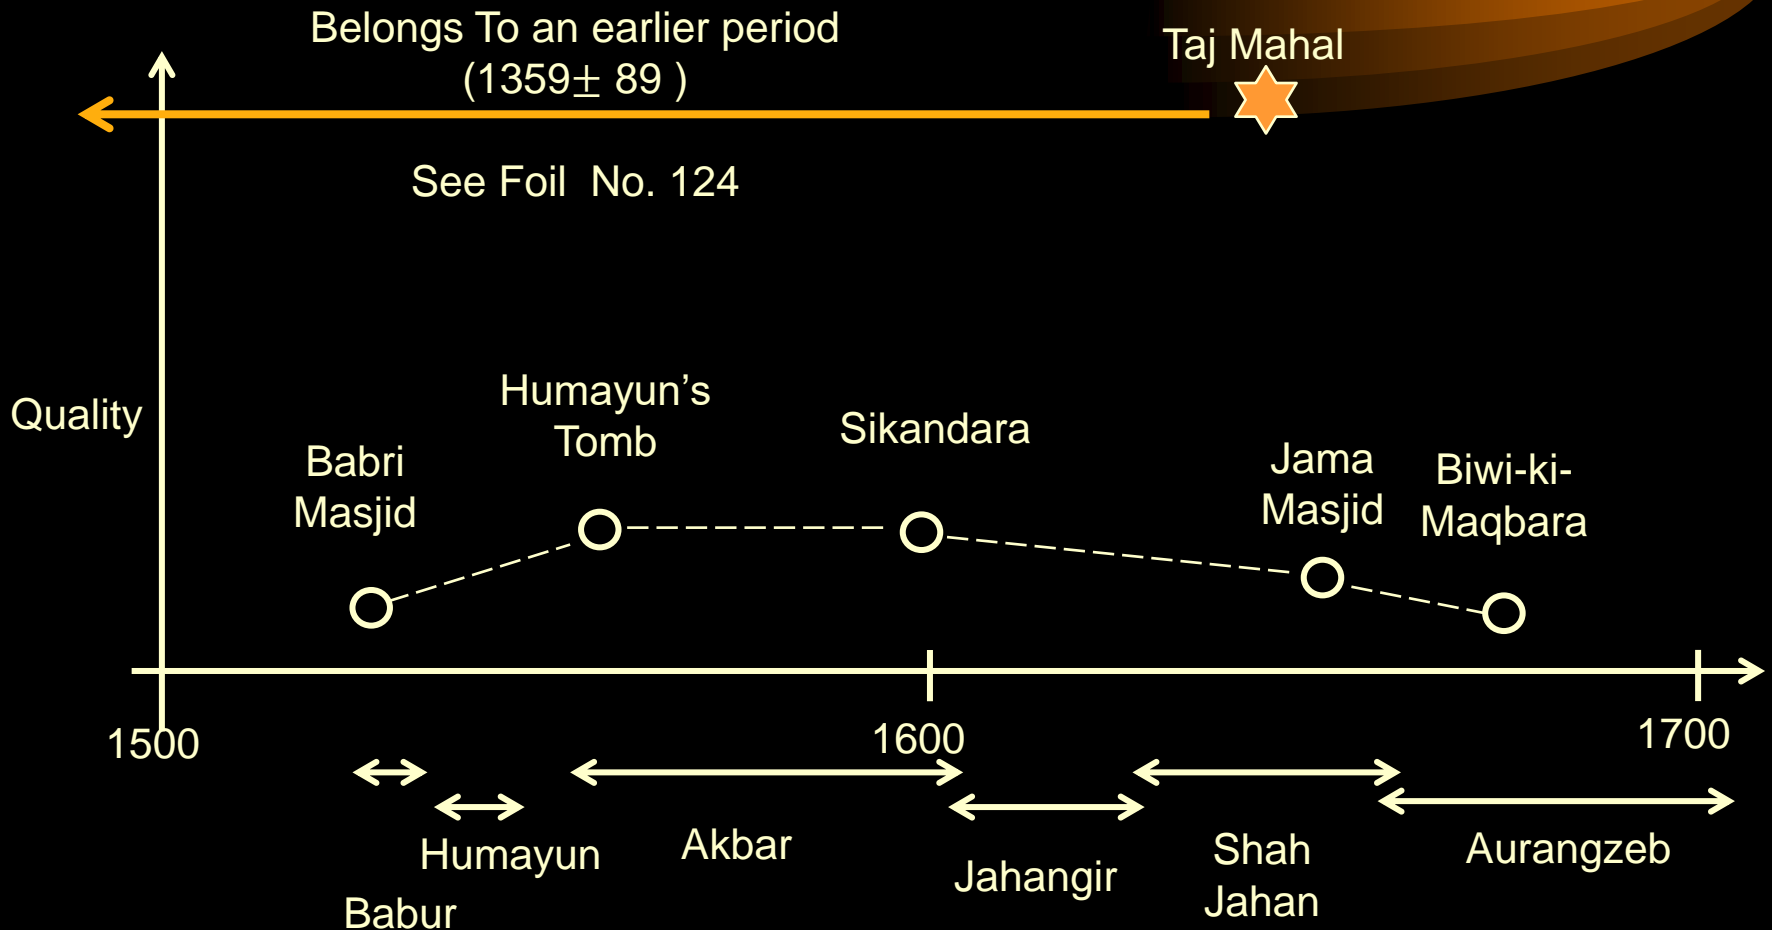 Belongs To an earlier period
(1359± 89 )
Taj Mahal
See Foil No. 124
Quality
Babri
Masjid
Humayun’s
Tomb
Sikandara
Jama
Masjid
Biwi-ki-
Maqbara
1500
1600
1700
Babur
Humayun
Akbar
Jahangir
Shah
Jahan
Aurangzeb